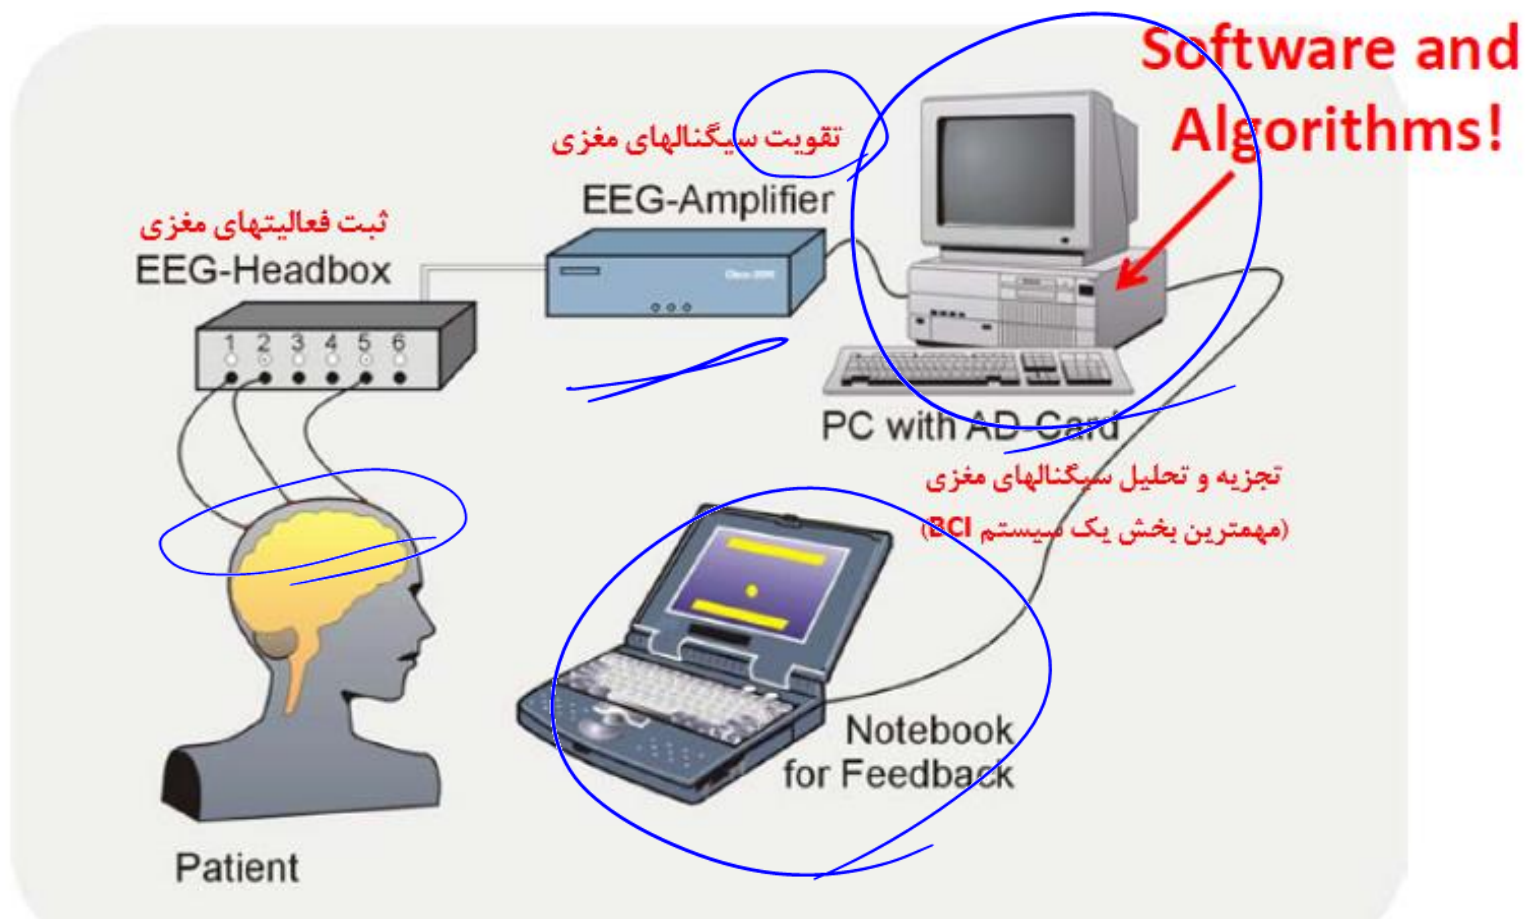 Software and
Algorithms!
تقویت سیگنالهای مغزی
EEG-Amplifier
ثبت فعالیتهای مغزی
EEG-Headbox
1 2 3 4 5 6
PC with AD-Card
تجزیه و تحلیل سیگنالهای مغزی
(مهمترین بخش یک سیستم BCI)
Notebook
for Feedback
Patient